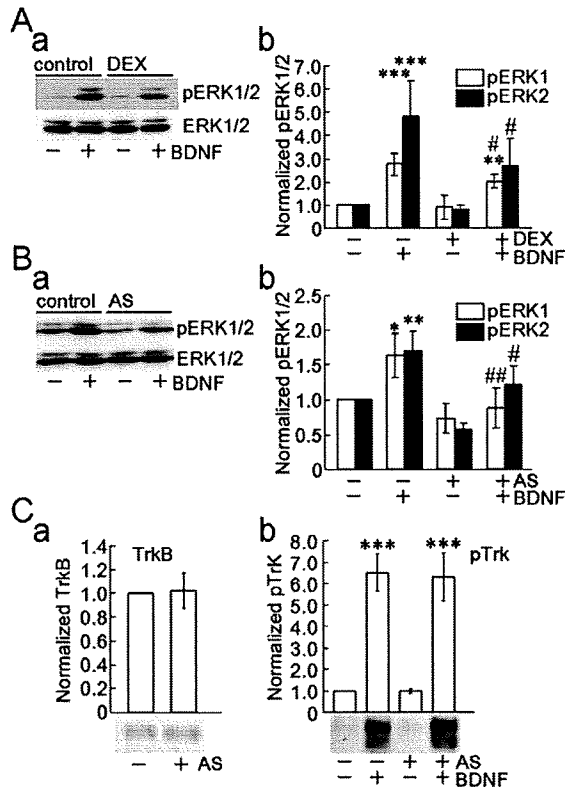 A
a
control DEX
pERK1/2
ERK1/2
− + − + BDNF
b
Normalized pERK1/2
7.0
6.0
5.0
4.0
3.0
2.0
1.0
0
pERK1
pERK2
*** ***
# ** #
− − + + DEX
− + − + BDNF
B
a
control AS
pERK1/2
ERK1/2
− + − + BDNF
b
Normalized pERK1/2
2.5
2.0
1.5
1.0
0.5
0
pERK1
pERK2
* **
## #
− − + + AS
− + − + BDNF
C
a
Normalized TrkB
1.4
1.2
1.0
0.8
0.6
0.4
0.2
0
TrkB
− + AS
b
Normalized pTrK
8.0
7.0
6.0
5.0
4.0
3.0
2.0
1.0
0
*** *** pTrk
− − + + AS
− + − + BDNF